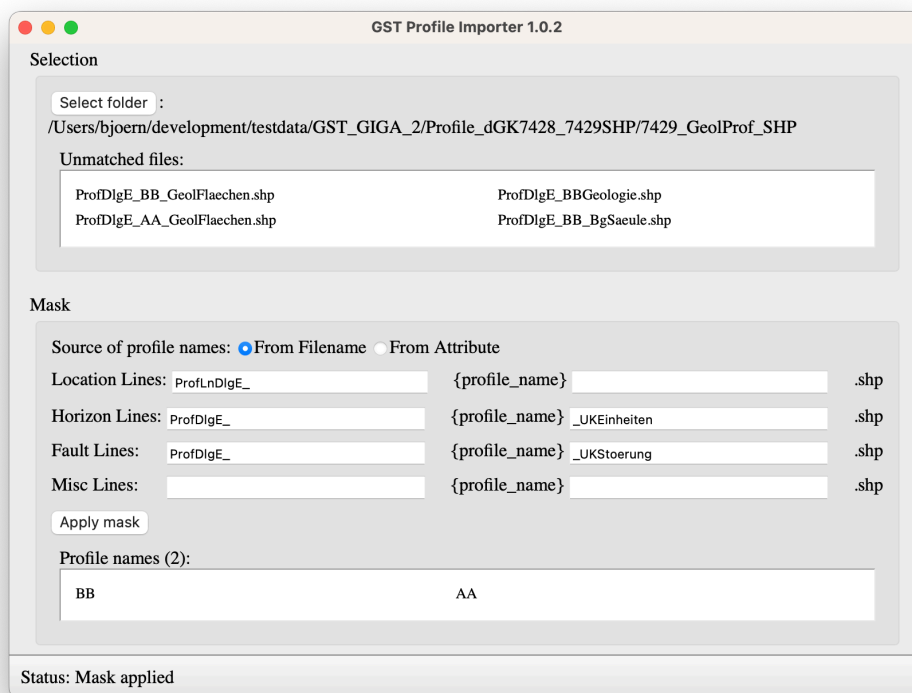 GST Profile Importer 1.0.2
Selection
Select folder :
/Users/bjoern/development/testdata/GST_GIGA_2/Profile_dGK7428_7429SHP/7429_GeolProf_SHP
Unmatched files:
ProfDlgE_BB_GeolFlaechen.shp ProfDlgE_BBGeologie.shp
ProfDlgE_AA_GeolFlaechen.shp ProfDlgE_BB_BgSaeule.shp
Mask
Source of profile names: From Filename From Attribute
Location Lines: ProfLnDlgE_ {profile_name} .shp
Horizon Lines: ProfDlgE_ {profile_name} _UKEinheiten .shp
Fault Lines: ProfDlgE_ {profile_name} _UKStoerung .shp
Misc Lines: {profile_name} .shp
Apply mask
Profile names (2):
BB AA
Status: Mask applied